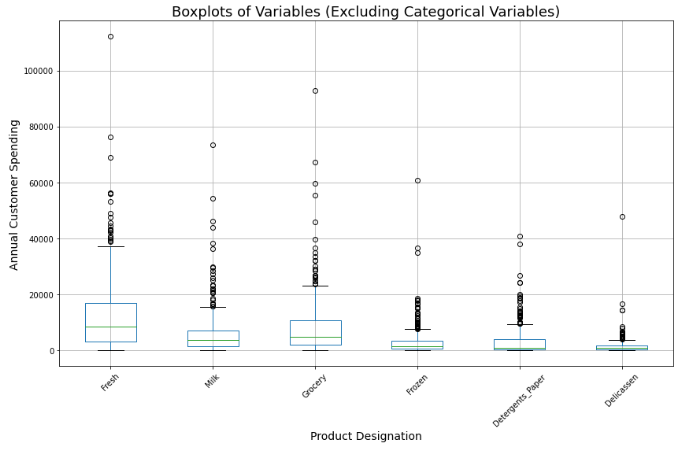 Boxplots of Variables (Excluding Categorical Variables)
Annual Customer Spending
100000
80000
60000
40000
20000
0
Fresh
Milk
Grocery
Frozen
Detergents_Paper
Delicassen
Product Designation